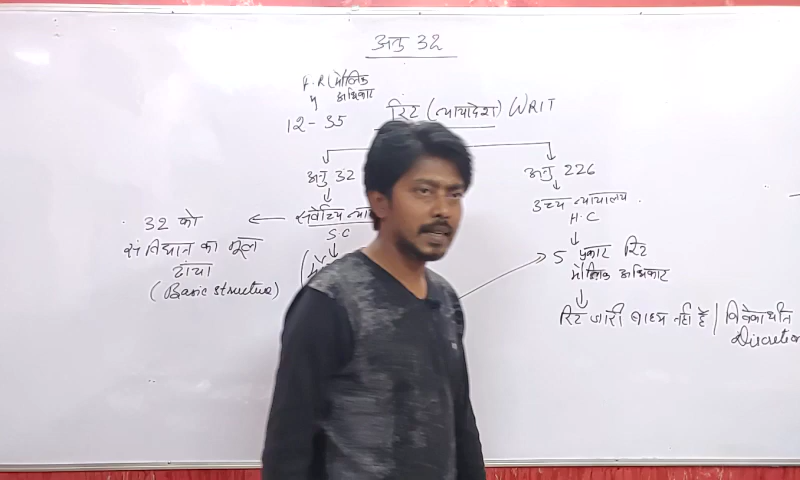 अनु 32
F.R मौलिक
अधिकार
12 - 35
रिट (न्यायादेश) WRIT
अनु 32
अनु 226
सर्वोच्य न्या
S.C
उच्य न्यायालय
H.C
32 को
संविधान का मूल
ढांचा
(Basic structure)
5 प्रकार रिट
मौलिक अधिकार
रिट जारी बाध्य नहीं है / विवेकाधीन
Discretion